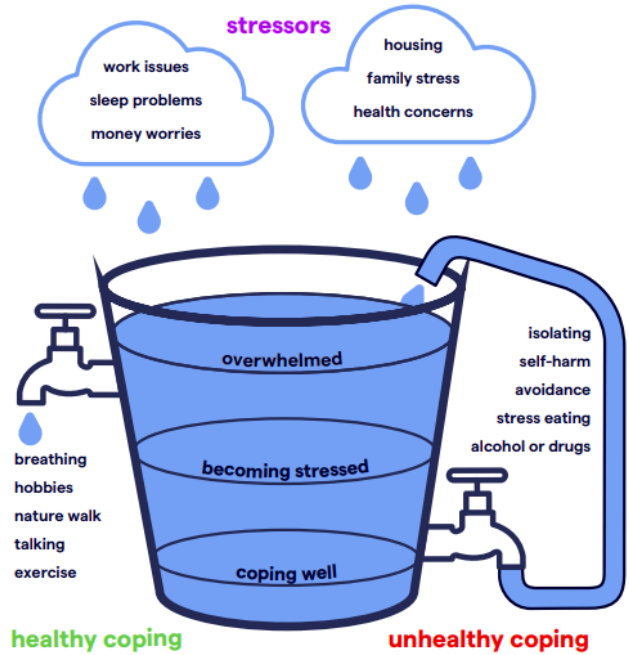 stressors
work issues
sleep problems
money worries
housing
family stress
health concerns
overwhelmed
becoming stressed
coping well
breathing
hobbies
nature walk
talking
exercise
healthy coping
isolating
self-harm
avoidance
stress eating
alcohol or drugs
unhealthy coping